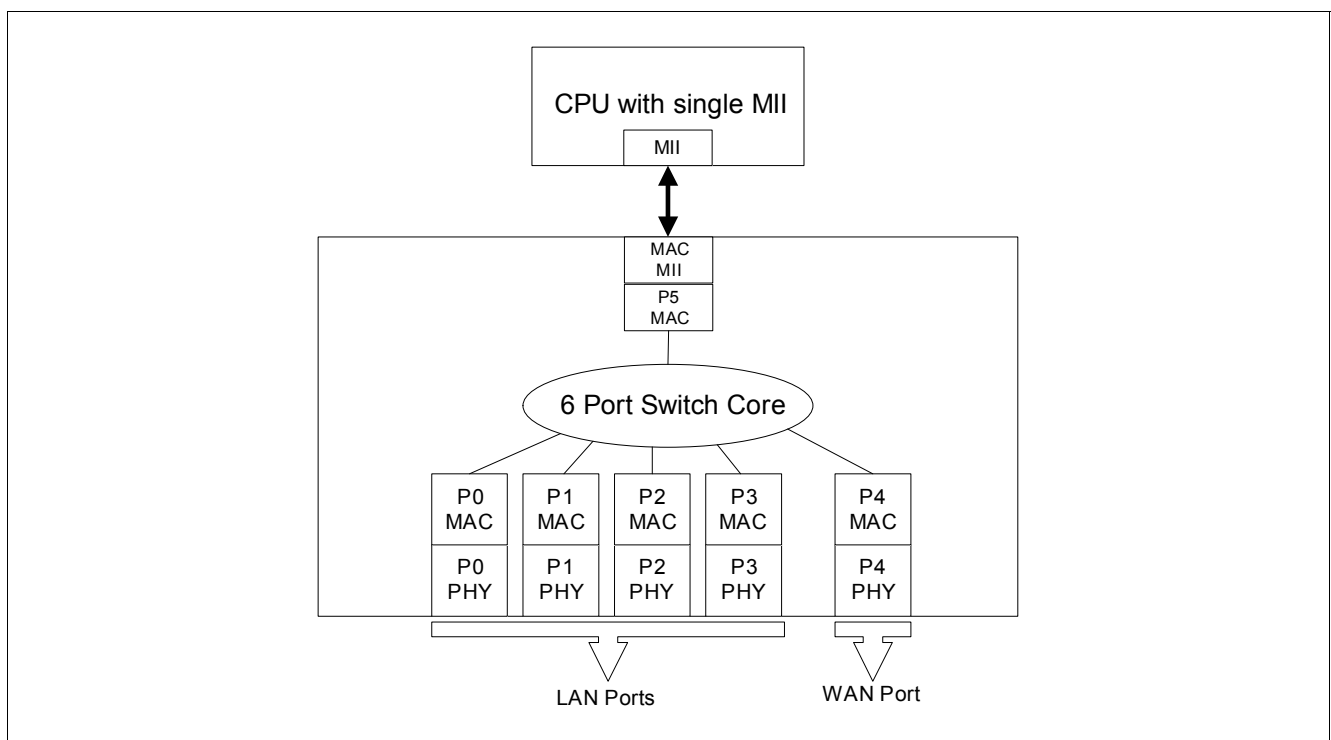 CPU with single MII
MII
MAC
MII
P5
MAC
6 Port Switch Core
P0
MAC
P1
MAC
P2
MAC
P3
MAC
P4
MAC
P0
PHY
P1
PHY
P2
PHY
P3
PHY
P4
PHY
LAN Ports
WAN Port